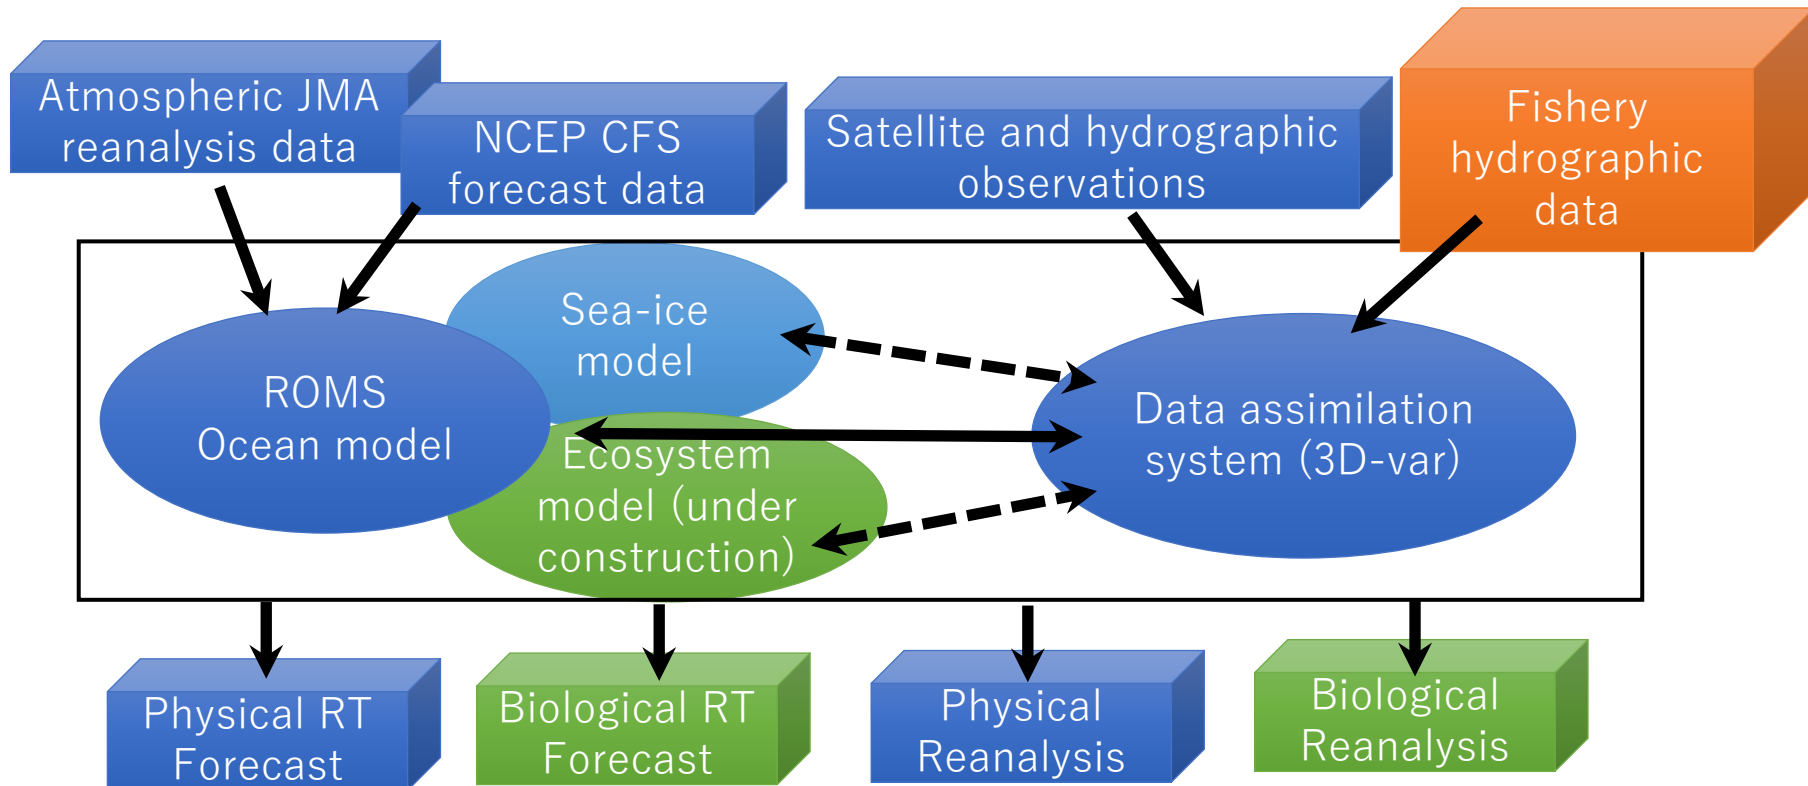 Atmospheric JMA
reanalysis data
NCEP CFS
forecast data
Satellite and hydrographic
observations
Fishery
hydrographic
data
Sea-ice
model
ROMS
Ocean model
Ecosystem
model (under
construction)
Data assimilation
system (3D-var)
Physical RT
Forecast
Biological RT
Forecast
Physical
Reanalysis
Biological
Reanalysis